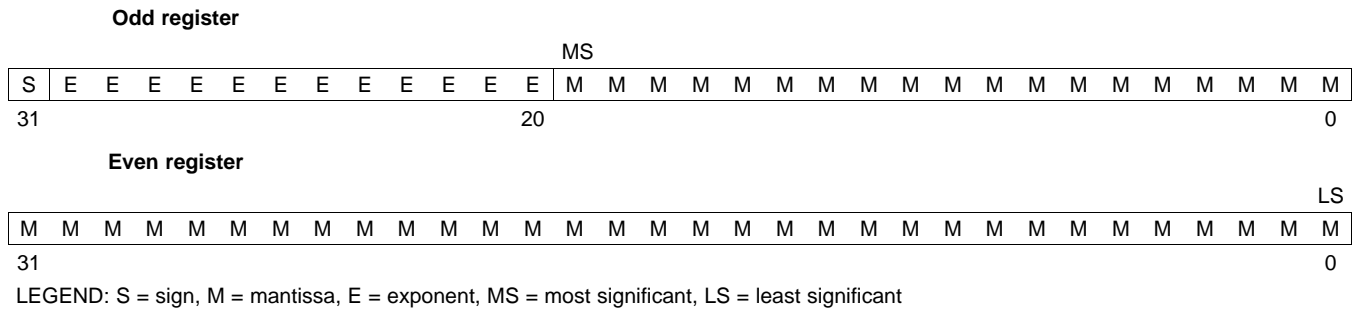 Odd register
MS
S E E E E E E E E E E E E M M M M M M M M M M M M M M M M M M M
31 20 0
Even register
LS
M M M M M M M M M M M M M M M M M M M M M M M M M M M M M M M M
31 0
LEGEND: S = sign, M = mantissa, E = exponent, MS = most significant, LS = least significant